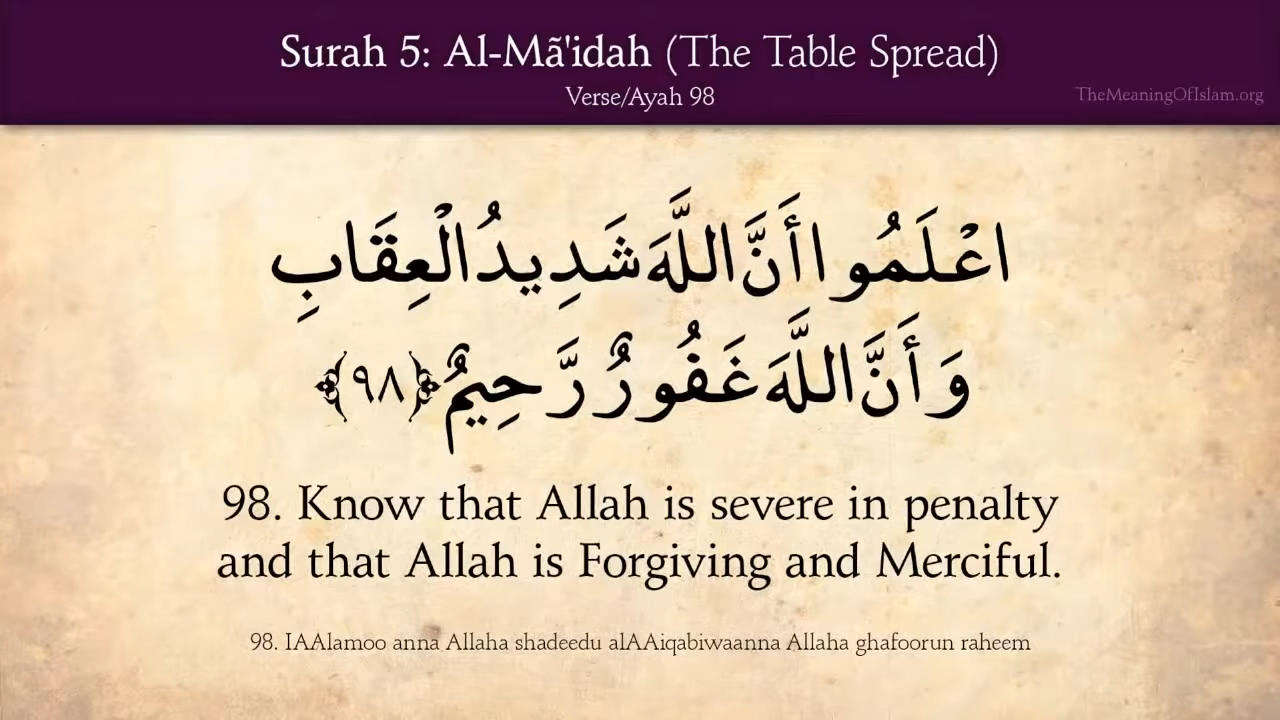 Surah 5: Al-Mã'idah (The Table Spread)
Verse/Ayah 98
TheMeaningOfIslam.org
اعْلَمُوا أَنَّ اللَّهَ شَدِيدُ الْعِقَابِ
وَأَنَّ اللَّهَ غَفُورٌ رَّحِيمٌ ﴿٩٨﴾
98. Know that Allah is severe in penalty
and that Allah is Forgiving and Merciful.
98. IAAlamoo anna Allaha shadeedu alAAiqabiwaanna Allaha ghafoorun raheem